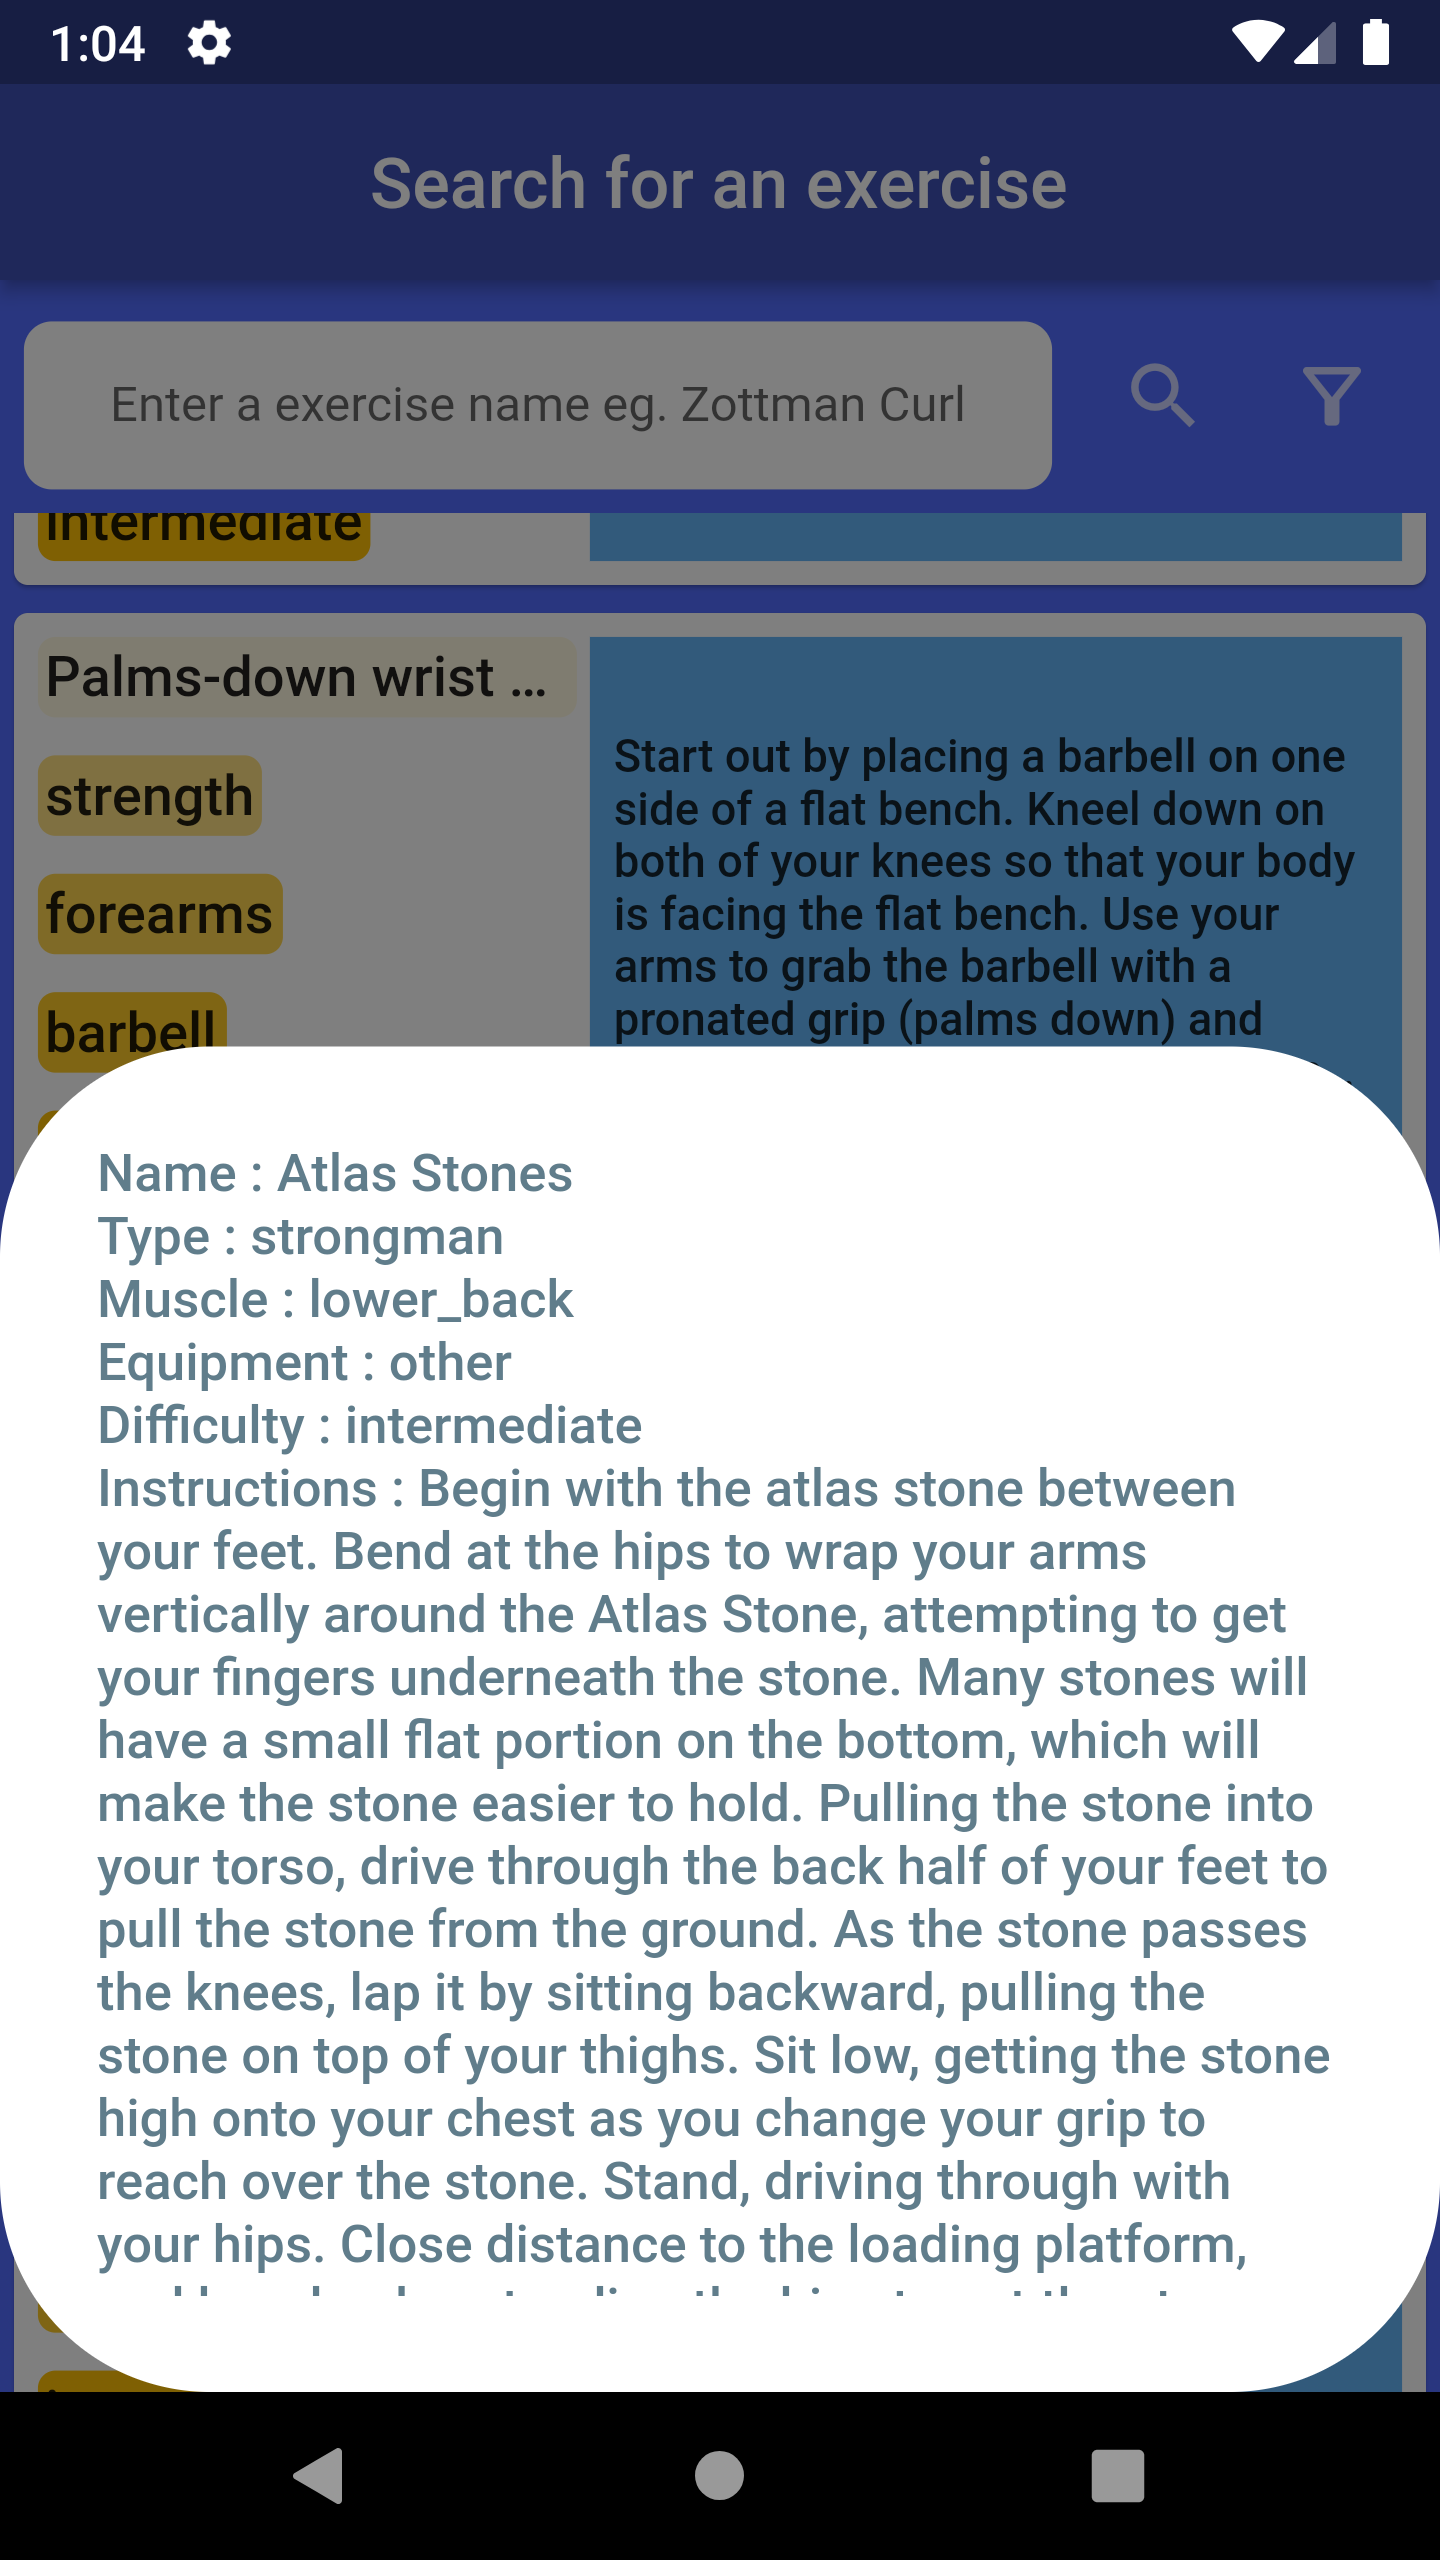 1:04
Search for an exercise
Enter a exercise name eg. Zottman Curl
intermediate
Palms-down wrist ...
strength
forearms
barbell
Start out by placing a barbell on one
side of a flat bench. Kneel down on
both of your knees so that your body
is facing the flat bench. Use your
arms to grab the barbell with a
pronated grip (palms down) and
Name : Atlas Stones
Type : strongman
Muscle : lower_back
Equipment : other
Difficulty : intermediate
Instructions : Begin with the atlas stone between
your feet. Bend at the hips to wrap your arms
vertically around the Atlas Stone, attempting to get
your fingers underneath the stone. Many stones will
have a small flat portion on the bottom, which will
make the stone easier to hold. Pulling the stone into
your torso, drive through the back half of your feet to
pull the stone from the ground. As the stone passes
the knees, lap it by sitting backward, pulling the
stone on top of your thighs. Sit low, getting the stone
high onto your chest as you change your grip to
reach over the stone. Stand, driving through with
your hips. Close distance to the loading platform,